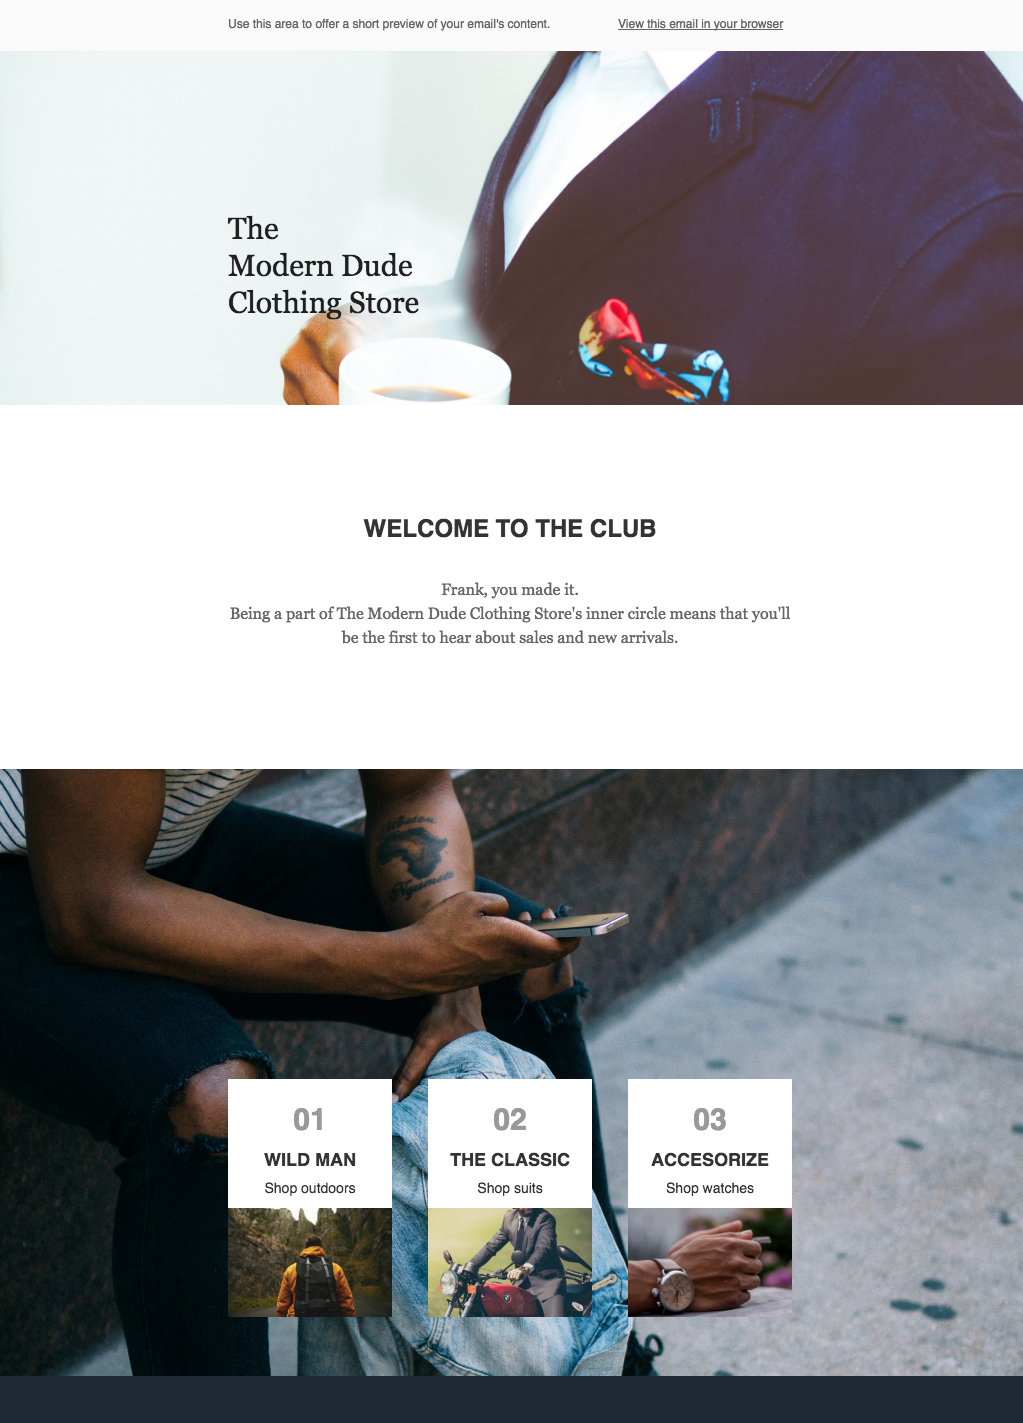 Use this area to offer a short preview of your email's content.
View this email in your browser
The
Modern Dude
Clothing Store
WELCOME TO THE CLUB
Frank, you made it.
Being a part of The Modern Dude Clothing Store's inner circle means that you'll
be the first to hear about sales and new arrivals.
01
WILD MAN
Shop outdoors
02
THE CLASSIC
Shop suits
03
ACCESORIZE
Shop watches